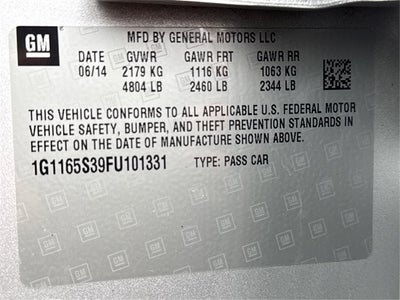 GM
MFD BY GENERAL MOTORS LLC
DATE GVWR GAWR FRT GAWR RR
06/14 2179 KG 1116 KG 1063 KG
4804 LB 2460 LB 2344 LB
THIS VEHICLE CONFORMS TO ALL APPLICABLE U.S. FEDERAL MOTOR
VEHICLE SAFETY, BUMPER, AND THEFT PREVENTION STANDARDS IN
EFFECT ON THE DATE OF MANUFACTURE SHOWN ABOVE.
1G1165S39FU101331 TYPE: PASS CAR